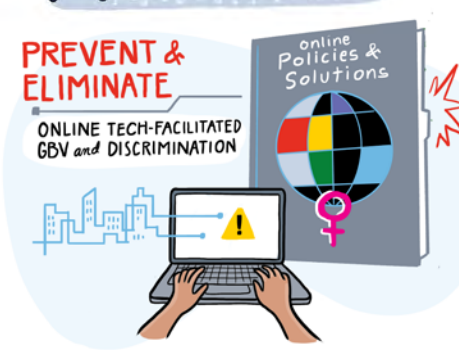 PREVENT &
ELIMINATE
ONLINE TECH-FACILITATED
GBV and DISCRIMINATION
online
Policies &
Solutions
!